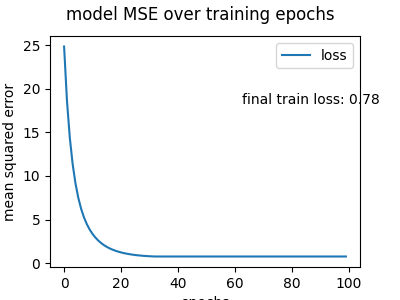 model MSE over training epochs
25
20
15
10
5
0
mean squared error
loss
final train loss: 0.78
0 20 40 60 80 100
epochs